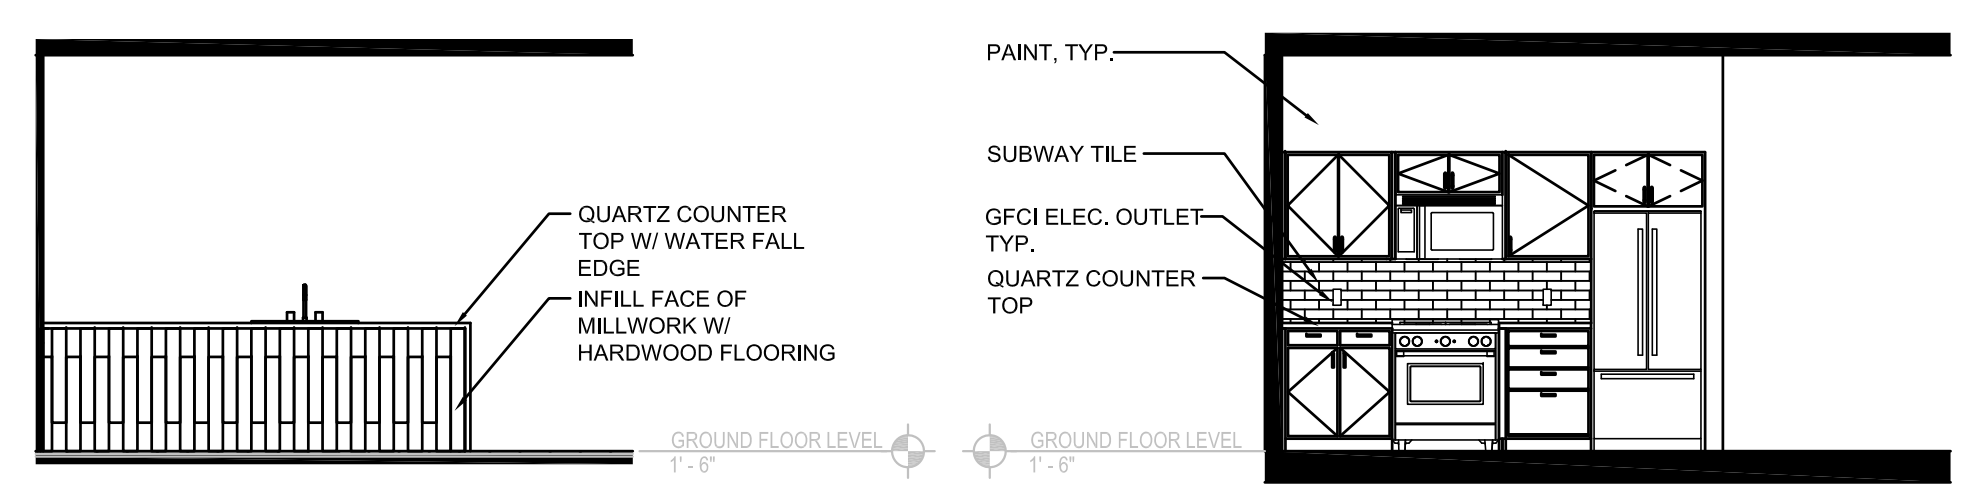 QUARTZ COUNTER
TOP W/ WATER FALL
EDGE
INFILL FACE OF
MILLWORK W/
HARDWOOD FLOORING
GROUND FLOOR LEVEL
1' - 6"
PAINT, TYP.
SUBWAY TILE
GFCI ELEC. OUTLET
TYP.
QUARTZ COUNTER
TOP
GROUND FLOOR LEVEL
1' - 6"